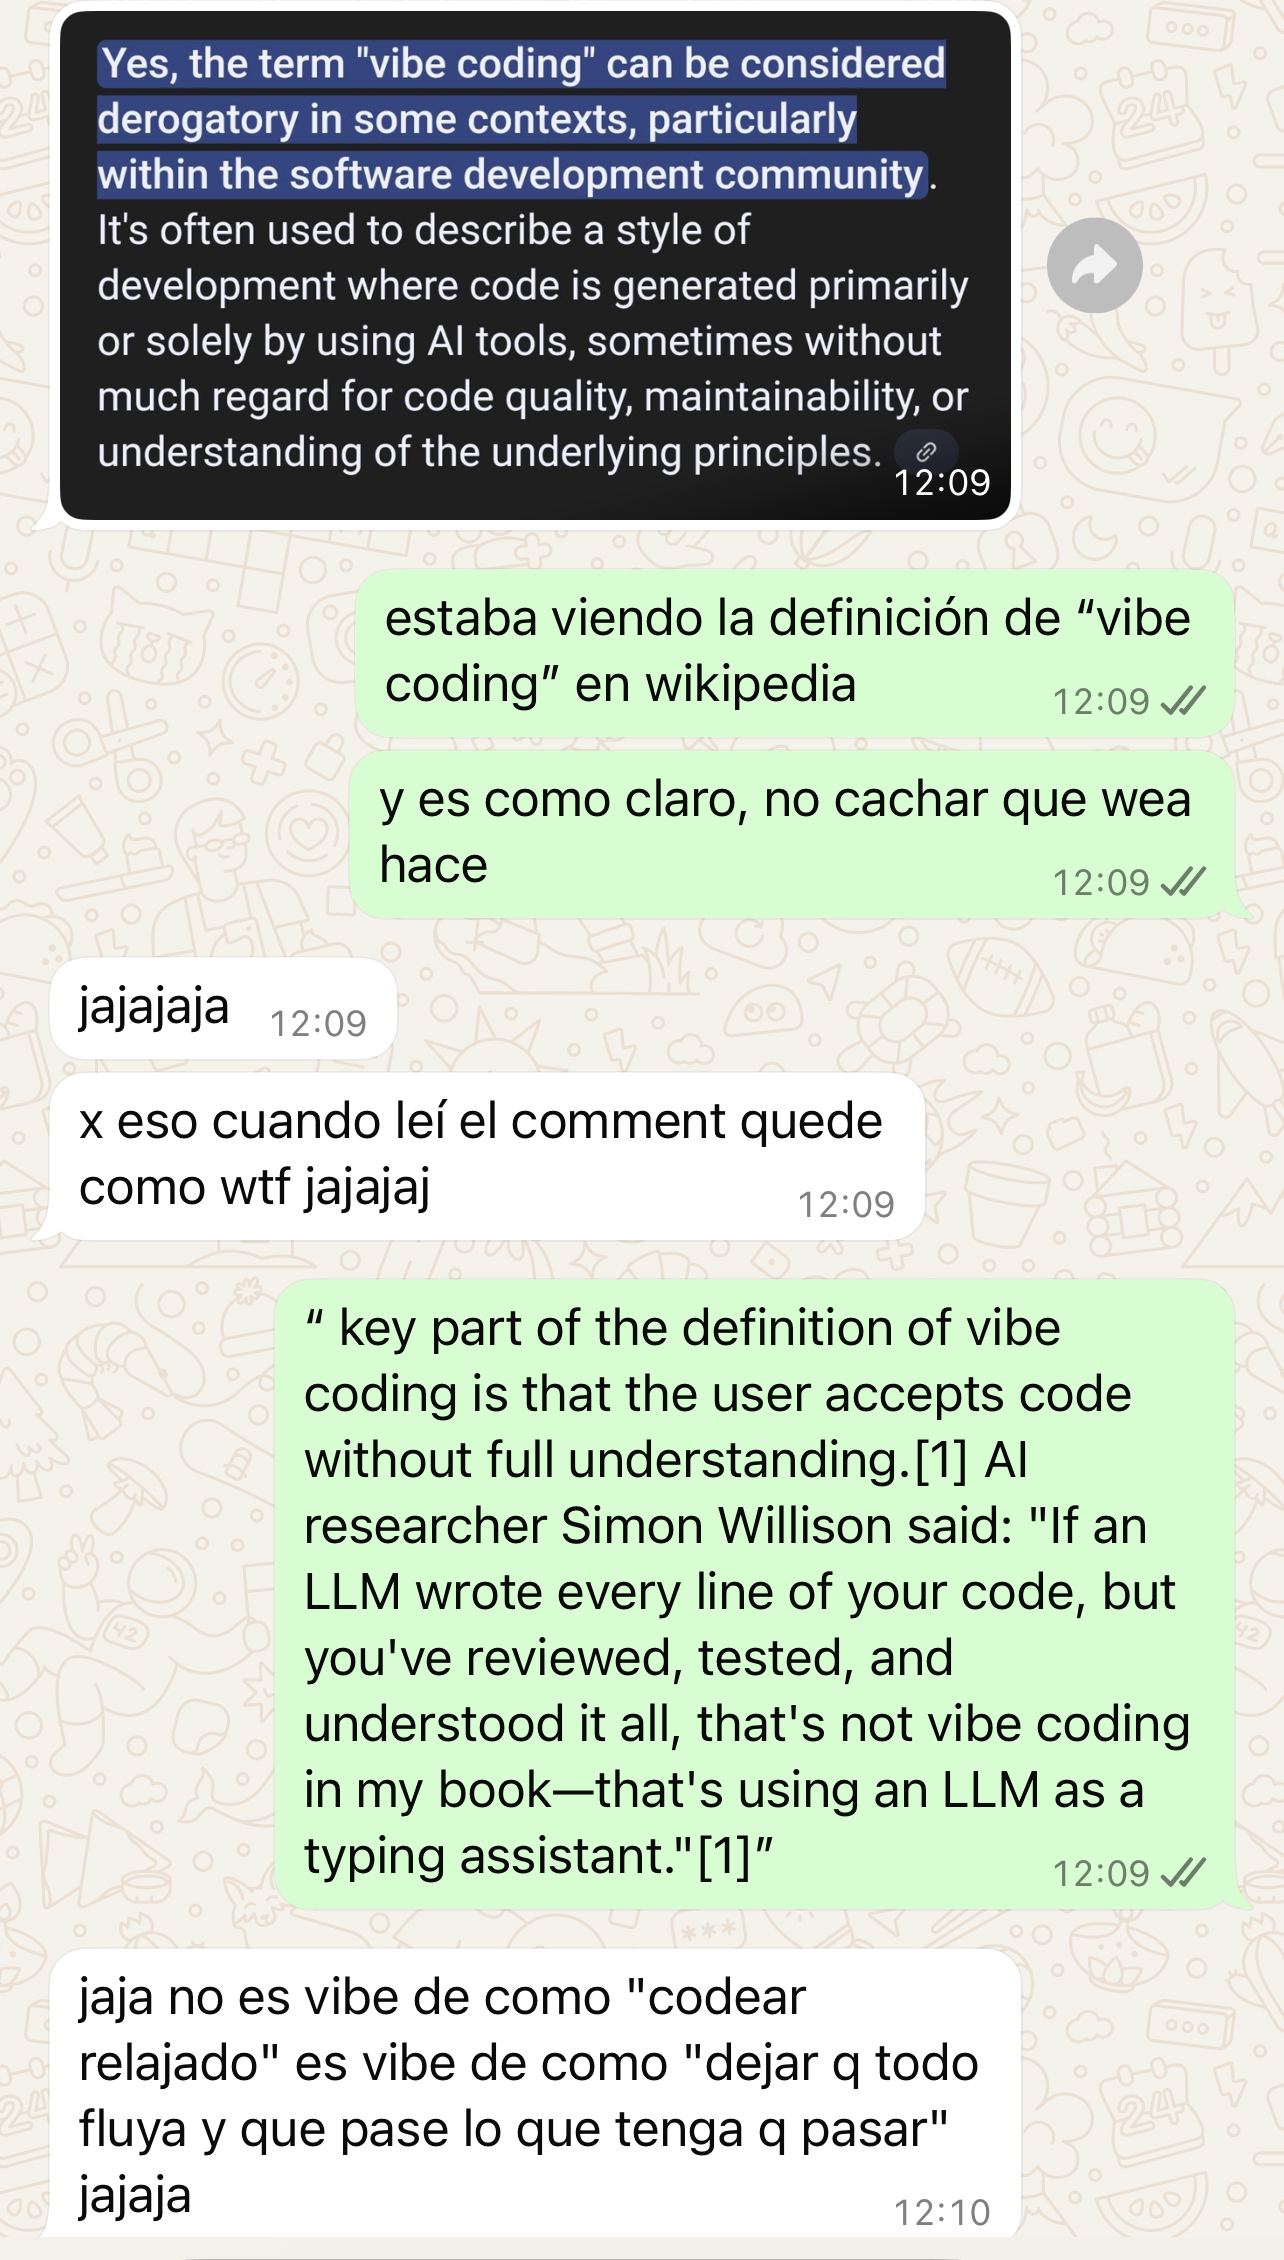 Yes, the term "vibe coding" can be considered
derogatory in some contexts, particularly
within the software development community.
It's often used to describe a style of
development where code is generated primarily
or solely by using AI tools, sometimes without
much regard for code quality, maintainability, or
understanding of the underlying principles.
12:09
estaba viendo la definición de “vibe
coding” en wikipedia
12:09
y es como claro, no cachar que wea
hace
12:09
jajajaja 12:09
x eso cuando leí el comment quede
como wtf jajajaj
12:09
“ key part of the definition of vibe
coding is that the user accepts code
without full understanding.[1] AI
researcher Simon Willison said: "If an
LLM wrote every line of your code, but
you've reviewed, tested, and
understood it all, that's not vibe coding
in my book—that's using an LLM as a
typing assistant."[1]”
12:09
jaja no es vibe de como "codear
relajado" es vibe de como "dejar q todo
fluya y que pase lo que tenga q pasar"
jajaja
12:10